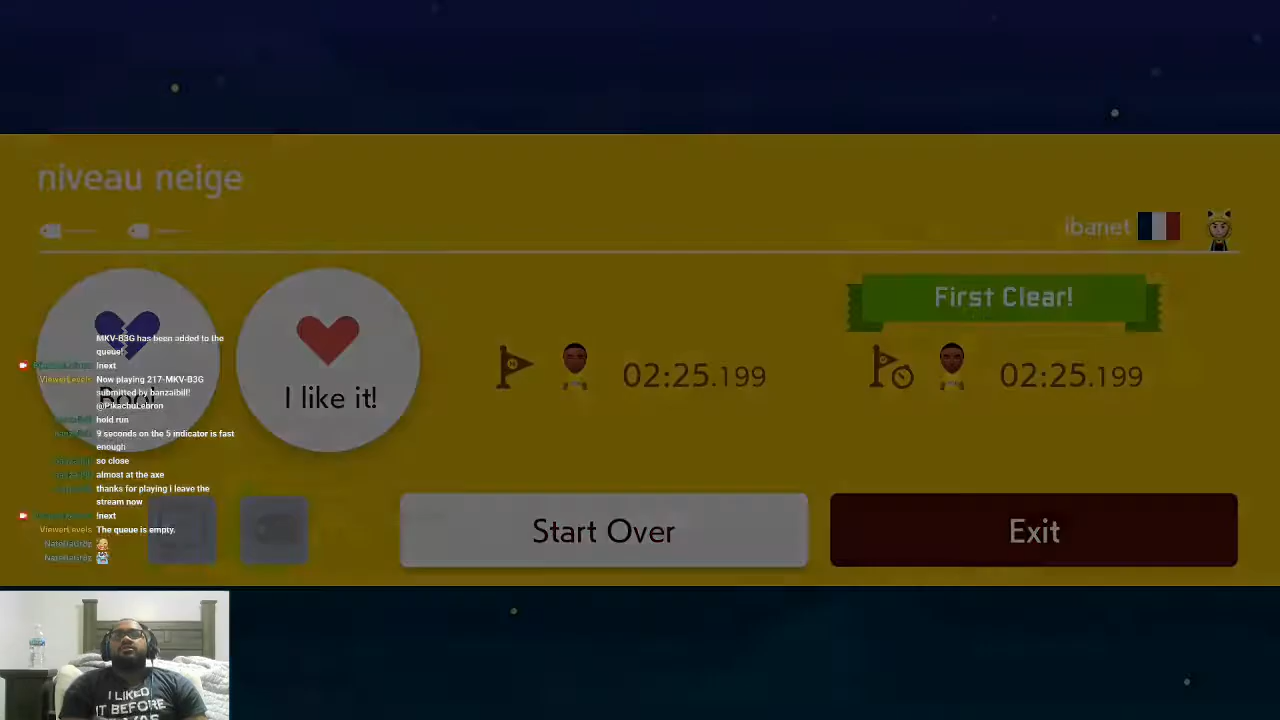 niveau neige
ibanet
First Clear!
I like it!
02:25.199
02:25.199
MKV-B3G has been added to the
queue!
!next
ViewerLevels Now playing 217-MKV-B3G
submitted by banzaibill!
@PikachuLebron
hold run
9 seconds on the 5 indicator is fast
enough
so close
almost at the axe
thanks for playing I leave the
stream now
!next
ViewerLevels The queue is empty.
Start Over
Exit
I LIKED
IT BEFORE